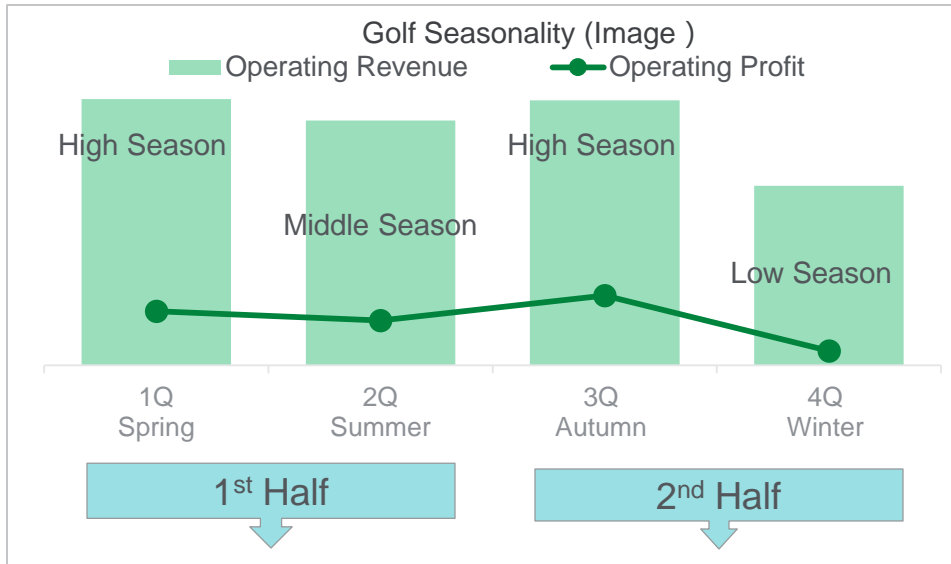 Golf Seasonality (Image )
Operating Revenue
Operating Profit
High Season
Middle Season
High Season
Low Season
1Q
Spring
2Q
Summer
3Q
Autumn
4Q
Winter
1st Half
2nd Half